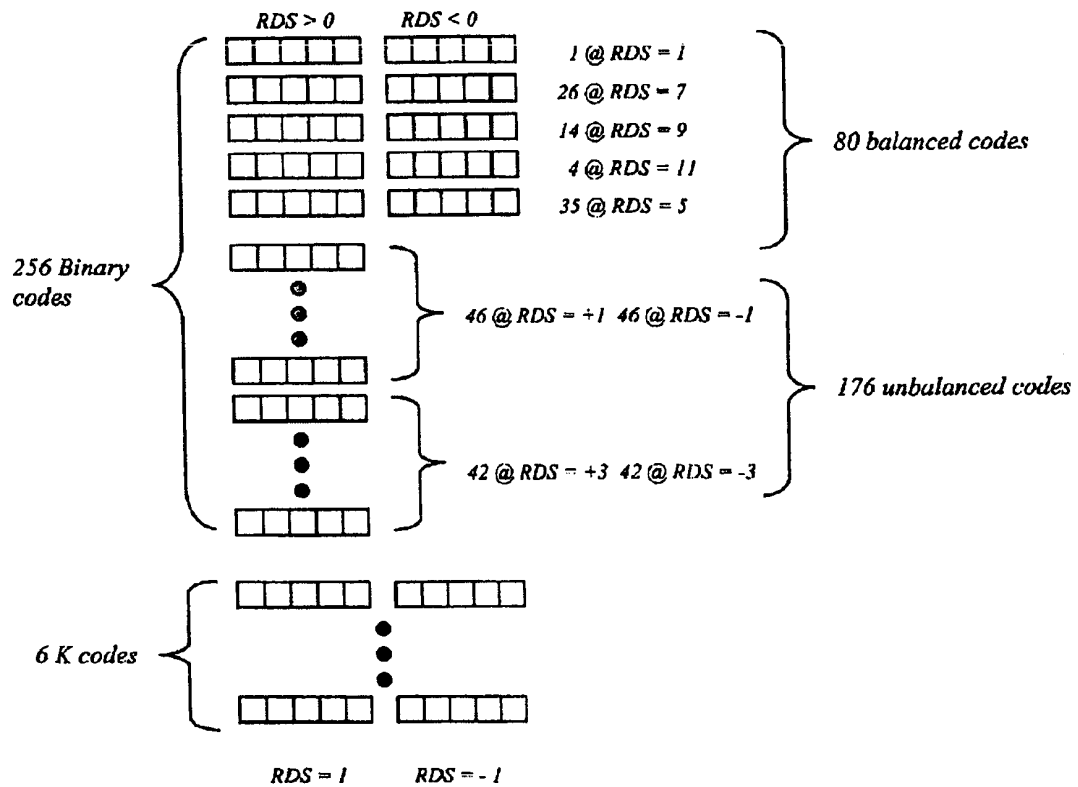 RDS > 0 RDS < 0
1 @ RDS = 1
26 @ RDS = 7
14 @ RDS = 9
4 @ RDS = 11
35 @ RDS = 5
80 balanced codes
256 Binary
codes
46 @ RDS = +1 46 @ RDS = -1
176 unbalanced codes
42 @ RDS = +3 42 @ RDS = -3
6 K codes
RDS = 1 RDS = - 1